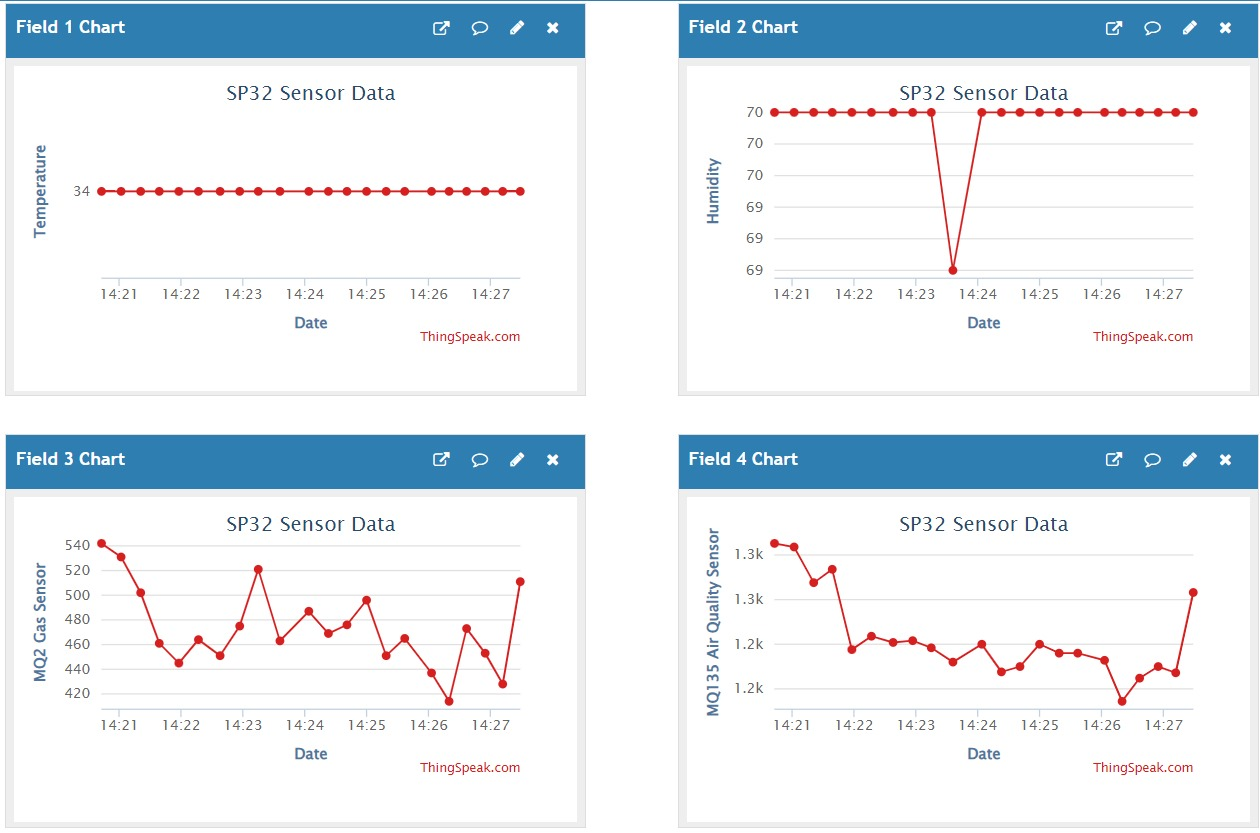 Field 1 Chart
SP32 Sensor Data
Temperature
34
14:21 14:22 14:23 14:24 14:25 14:26 14:27
Date
ThingSpeak.com
Field 2 Chart
SP32 Sensor Data
Humidity
70
70
70
69
69
69
14:21 14:22 14:23 14:24 14:25 14:26 14:27
Date
ThingSpeak.com
Field 3 Chart
SP32 Sensor Data
MQ2 Gas Sensor
540
520
500
480
460
440
420
14:21 14:22 14:23 14:24 14:25 14:26 14:27
Date
ThingSpeak.com
Field 4 Chart
SP32 Sensor Data
MQ135 Air Quality Sensor
1.3k
1.3k
1.2k
1.2k
14:21 14:22 14:23 14:24 14:25 14:26 14:27
Date
ThingSpeak.com